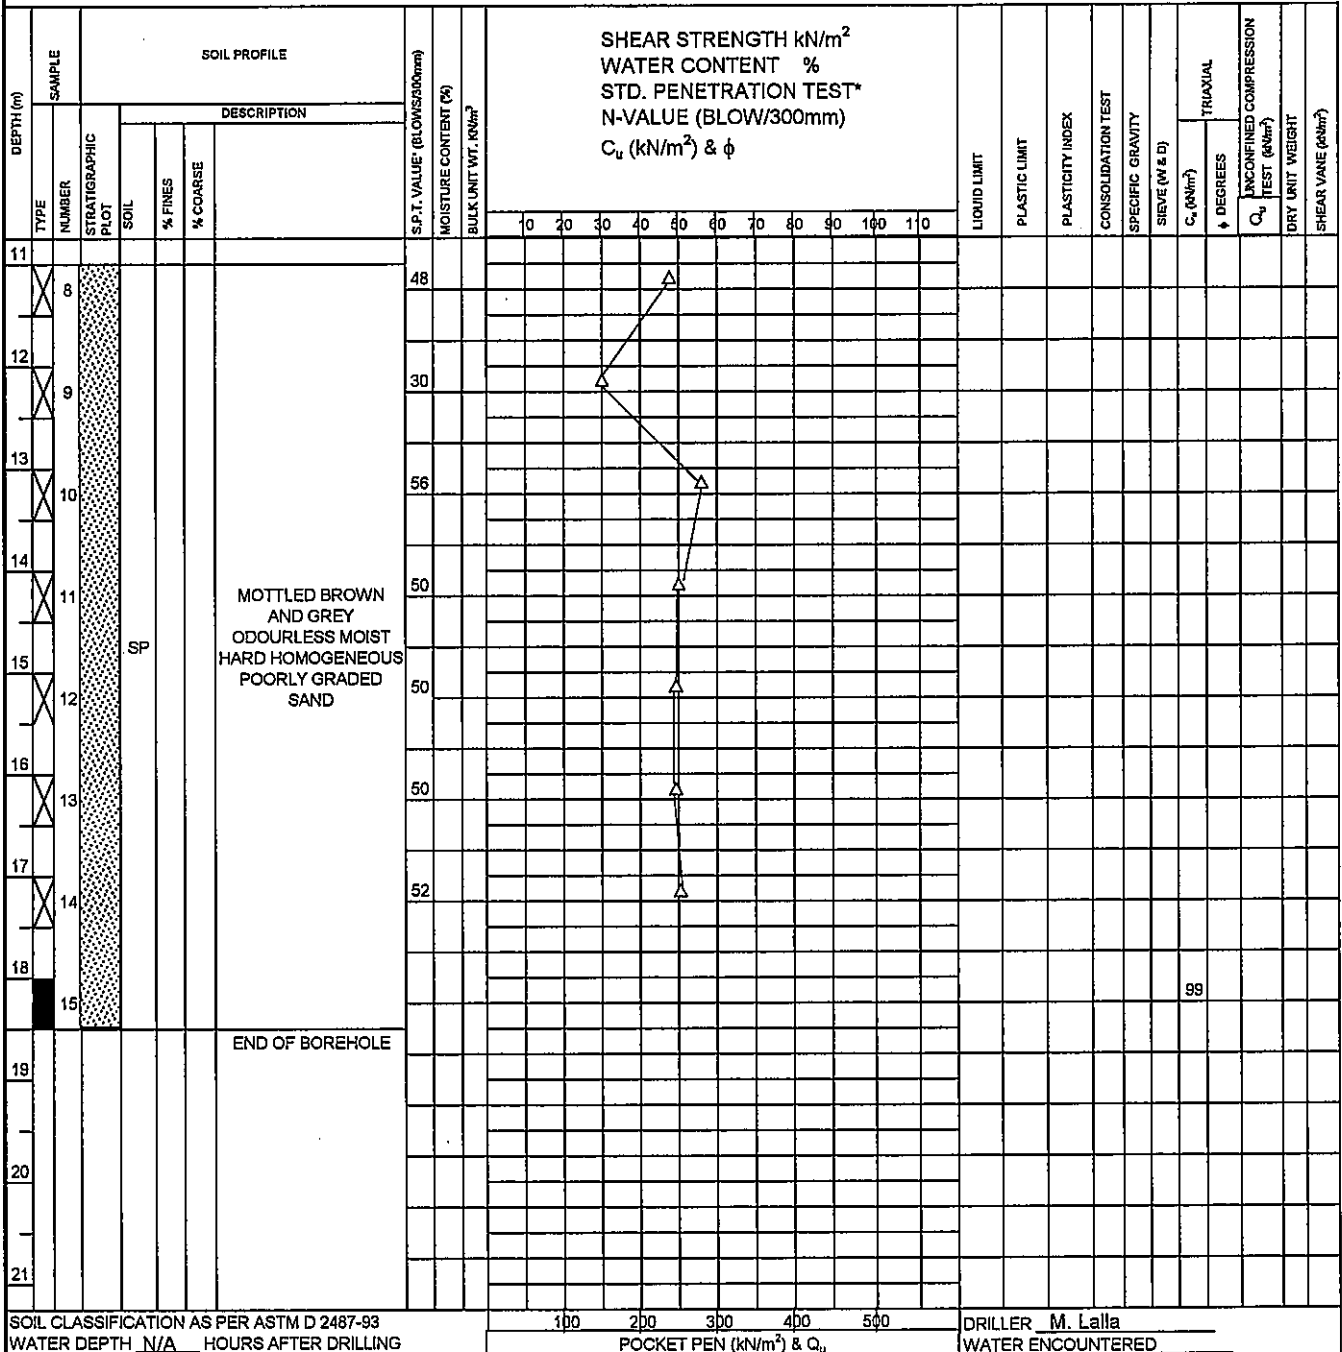 SHEAR STRENGTH kN/m²
WATER CONTENT %
STD. PENETRATION TEST*
N-VALUE (BLOW/300mm)
Cu (kN/m²) & ϕ
DEPTH (m)
SAMPLE
TYPE
NUMBER
SOIL PROFILE
STRATIGRAPHIC
PLOT
DESCRIPTION
SOIL
% FINES
% COARSE
S.P.T. VALUE* (BLOWS/300mm)
MOISTURE CONTENT (%)
BULK UNIT WT. KN/m³
10 20 30 40 50 60 70 80 90 100 110
LIQUID LIMIT
PLASTIC LIMIT
PLASTICITY INDEX
CONSOLIDATION TEST
SPECIFIC GRAVITY
SIEVE (W & D)
TRIAXIAL
Cu (kN/m²)
ϕ DEGREES
UNCONFINED COMPRESSION
TEST (kN/m²)
Qu
DRY UNIT WEIGHT
SHEAR VANE (kN/m²)
11
8 48
12
9 30
13
10 56
14
11 50
MOTTLED BROWN
AND GREY
ODOURLESS MOIST
SP
HARD HOMOGENEOUS
POORLY GRADED
SAND
15
12 50
16
13 50
17
14 52
18
15 99
END OF BOREHOLE
19
20
21
100 200 300 400 500
SOIL CLASSIFICATION AS PER ASTM D 2487-93
WATER DEPTH N/A HOURS AFTER DRILLING
POCKET PEN (kN/m²) & Qu
DRILLER M. Lalla
WATER ENCOUNTERED